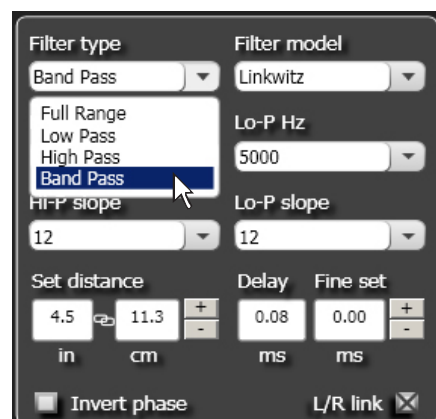 Filter type Filter model
Band Pass Linkwitz
Full Range
Low Pass Lo-P Hz
High Pass 5000
Band Pass
Hi-P slope Lo-P slope
12 12
Set distance Delay Fine set
4.5 11.3 + - 0.08 0.00 + -
in cm ms ms
Invert phase L/R link